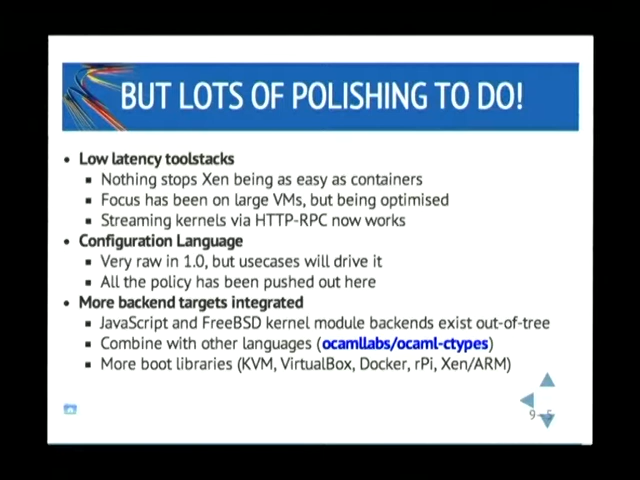 BUT LOTS OF POLISHING TO DO!
• Low latency toolstacks
▪ Nothing stops Xen being as easy as containers
▪ Focus has been on large VMs, but being optimised
▪ Streaming kernels via HTTP-RPC now works
• Configuration Language
▪ Very raw in 1.0, but usecases will drive it
▪ All the policy has been pushed out here
• More backend targets integrated
▪ JavaScript and FreeBSD kernel module backends exist out-of-tree
▪ Combine with other languages (ocamllabs/ocaml-ctypes)
▪ More boot libraries (KVM, VirtualBox, Docker, rPi, Xen/ARM)